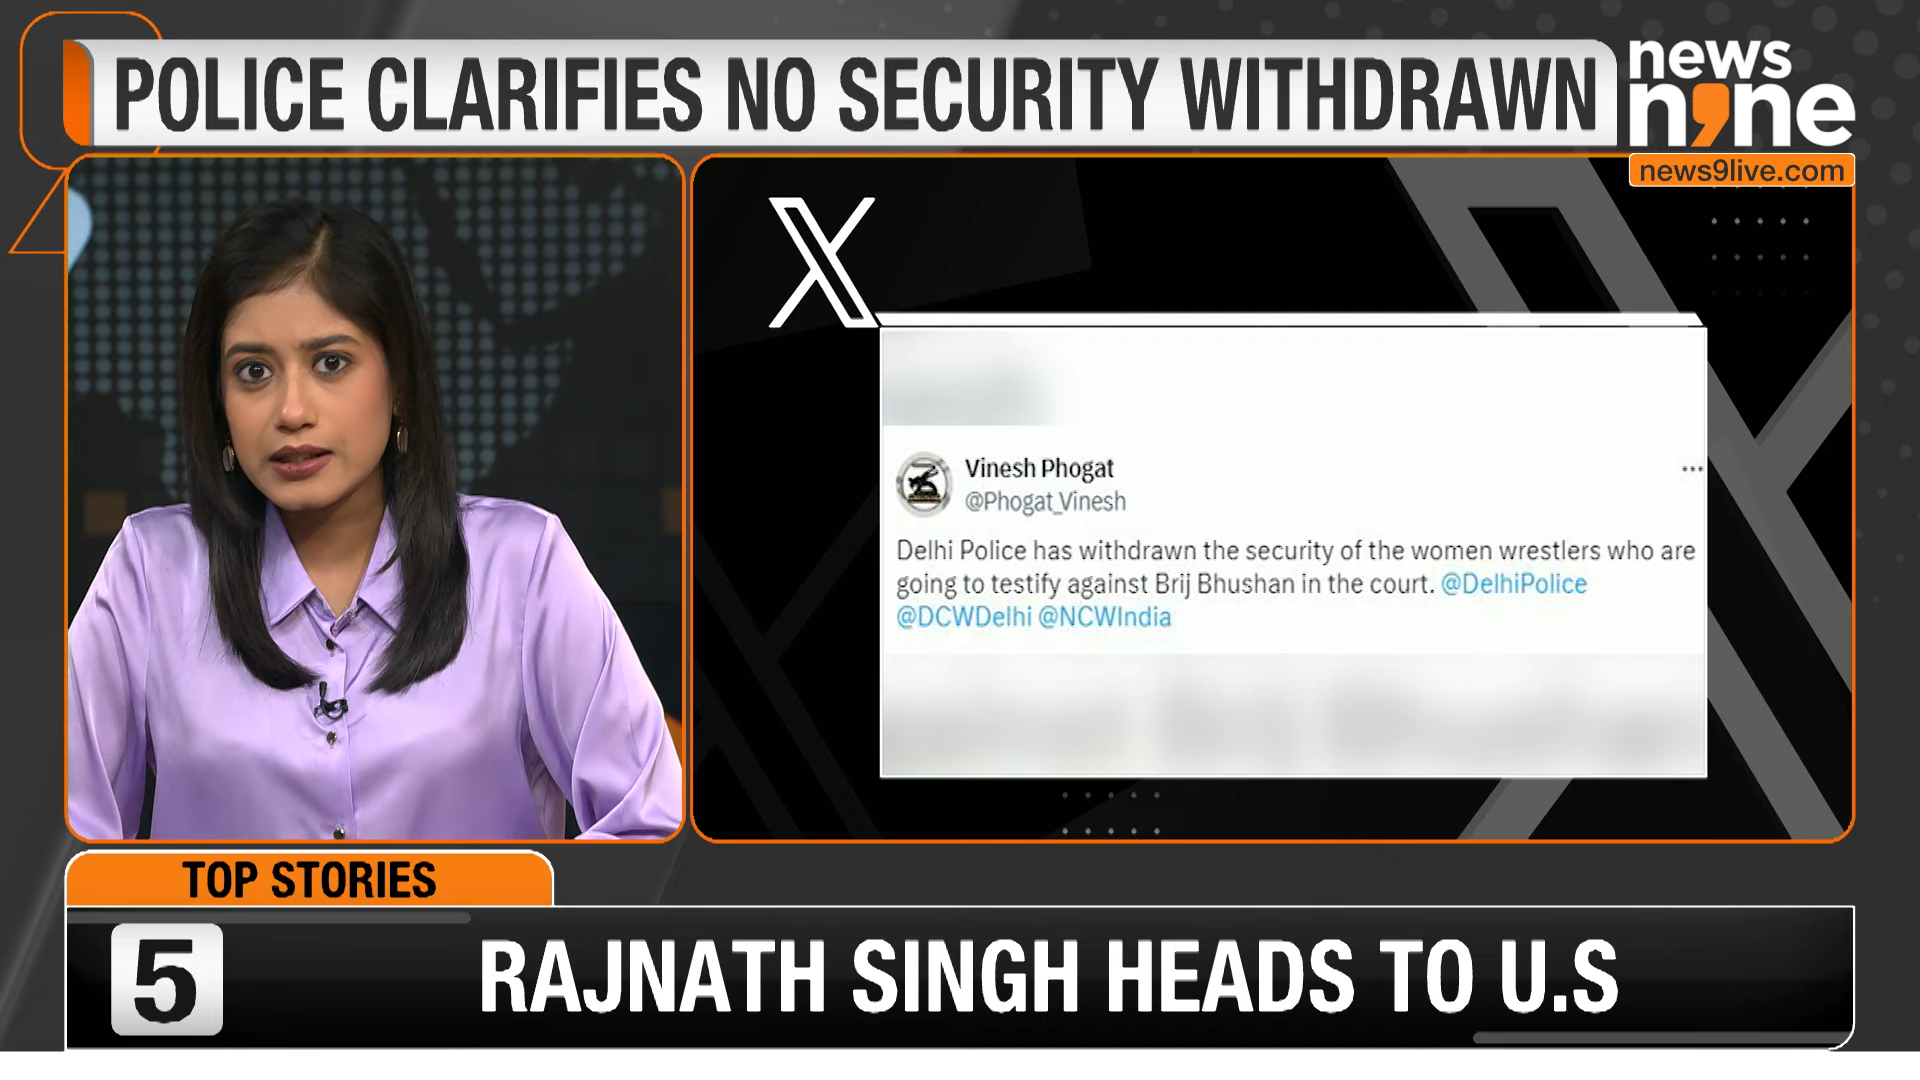 POLICE CLARIFIES NO SECURITY WITHDRAWN
news
n9ne
news9live.com
Vinesh Phogat
@Phogat_Vinesh
Delhi Police has withdrawn the security of the women wrestlers who are
going to testify against Brij Bhushan in the court. @DelhiPolice
@DCWDelhi @NCWIndia
TOP STORIES
5
RAJNATH SINGH HEADS TO U.S